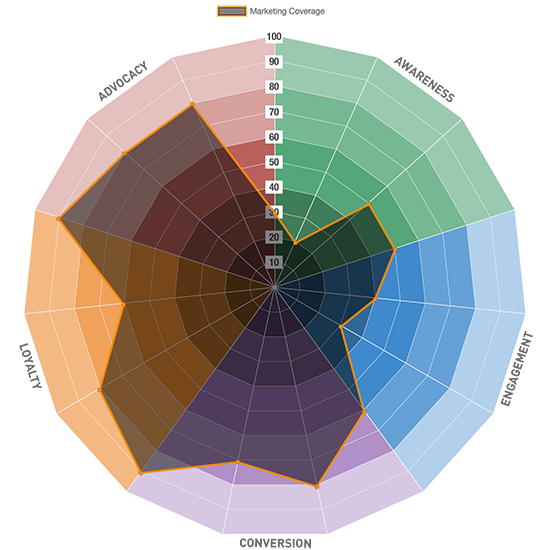 Marketing Coverage
100
90
80
70
60
50
40
30
20
10
ADVOCACY
AWARENESS
LOYALTY
ENGAGEMENT
CONVERSION